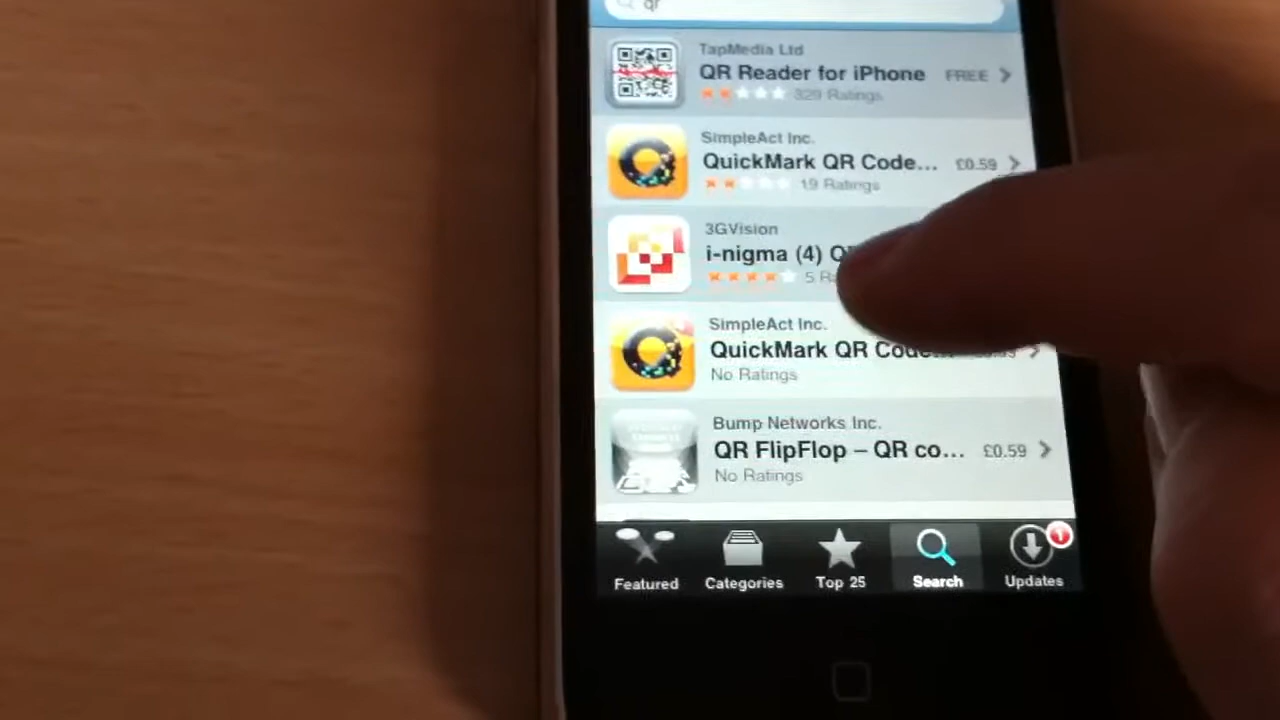 qr
TapMedia Ltd
QR Reader for iPhone FREE
329 Ratings
SimpleAct Inc.
QuickMark QR Code... £0.59
19 Ratings
3GVision
i-nigma (4)
5
SimpleAct Inc.
QuickMark QR Code...
No Ratings
Bump Networks Inc.
QR FlipFlop – QR co... £0.59
No Ratings
1
Featured Categories Top 25 Search Updates